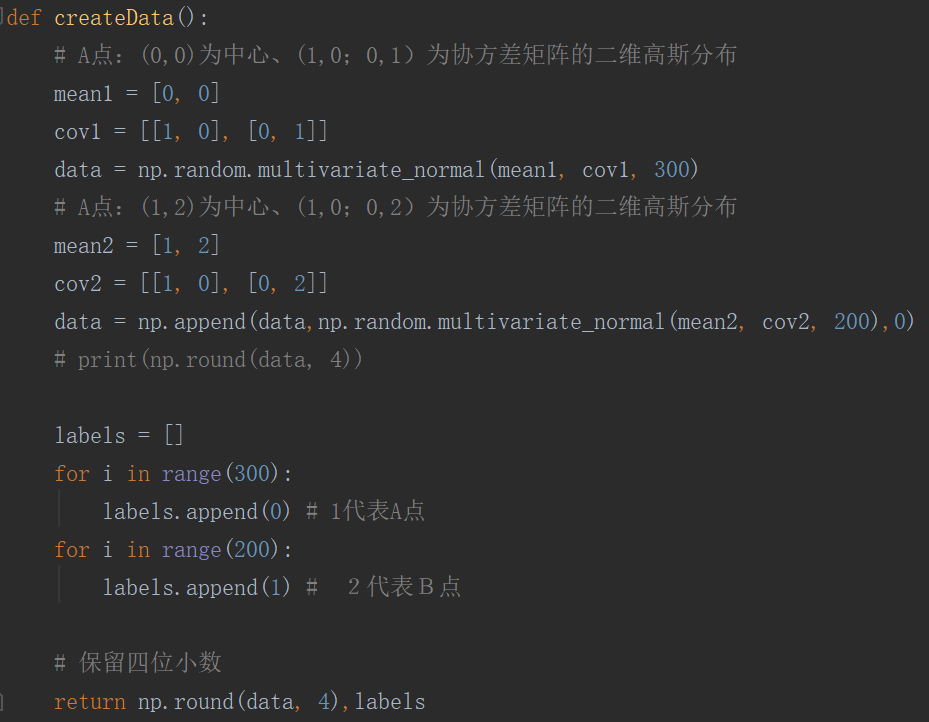 def createData():
    # A点：(0,0)为中心、(1,0；0,1）为协方差矩阵的二维高斯分布
    mean1 = [0, 0]
    cov1 = [[1, 0], [0, 1]]
    data = np.random.multivariate_normal(mean1, cov1, 300)
    # A点：(1,2)为中心、(1,0；0,2）为协方差矩阵的二维高斯分布
    mean2 = [1, 2]
    cov2 = [[1, 0], [0, 2]]
    data = np.append(data,np.random.multivariate_normal(mean2, cov2, 200),0)
    # print(np.round(data, 4))
    labels = []
    for i in range(300):
        labels.append(0) # 1代表A点
    for i in range(200):
        labels.append(1) #  ２代表Ｂ点
    # 保留四位小数
    return np.round(data, 4),labels